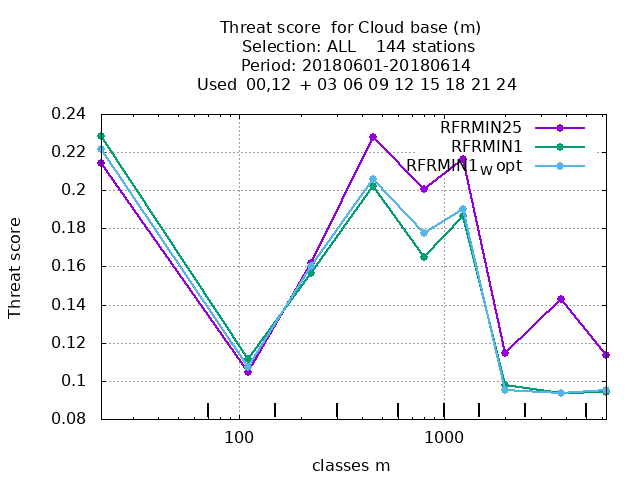 Threat score  for Cloud base (m)
Selection: ALL    144 stations
Period: 20180601-20180614
Used  00,12  + 03 06 09 12 15 18 21 24
RFRMIN25
RFRMIN1
RFRMIN1_W opt
0.24
0.22
0.2
0.18
0.16
0.14
0.12
0.1
0.08
Threat score
100
1000
classes m